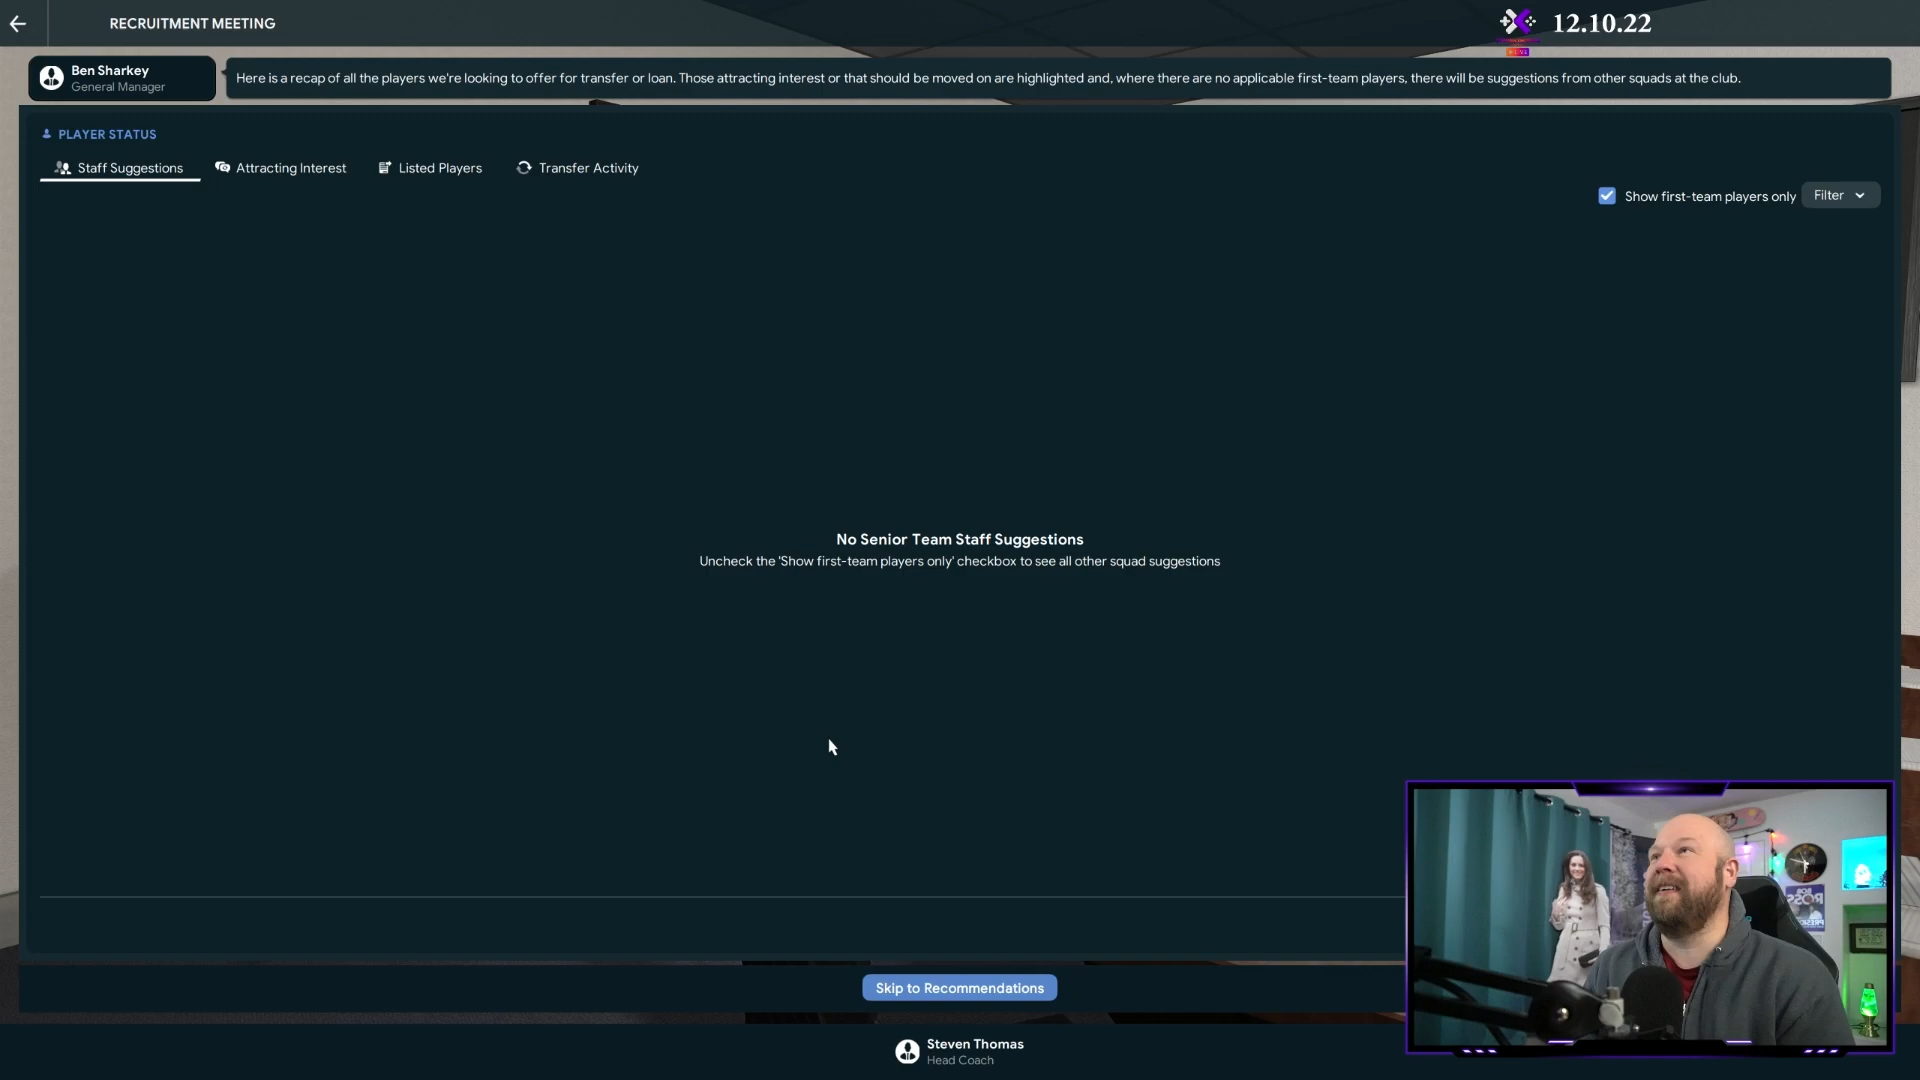 RECRUITMENT MEETING
12.10.22
LIVE
Ben Sharkey
General Manager
Here is a recap of all the players we're looking to offer for transfer or loan. Those attracting interest or that should be moved on are highlighted and, where there are no applicable first-team players, there will be suggestions from other squads at the club.
PLAYER STATUS
Staff Suggestions
Attracting Interest
Listed Players
Transfer Activity
Show first-team players only
Filter
No Senior Team Staff Suggestions
Uncheck the 'Show first-team players only' checkbox to see all other squad suggestions
Skip to Recommendations
Steven Thomas
Head Coach
BOB
ROSS